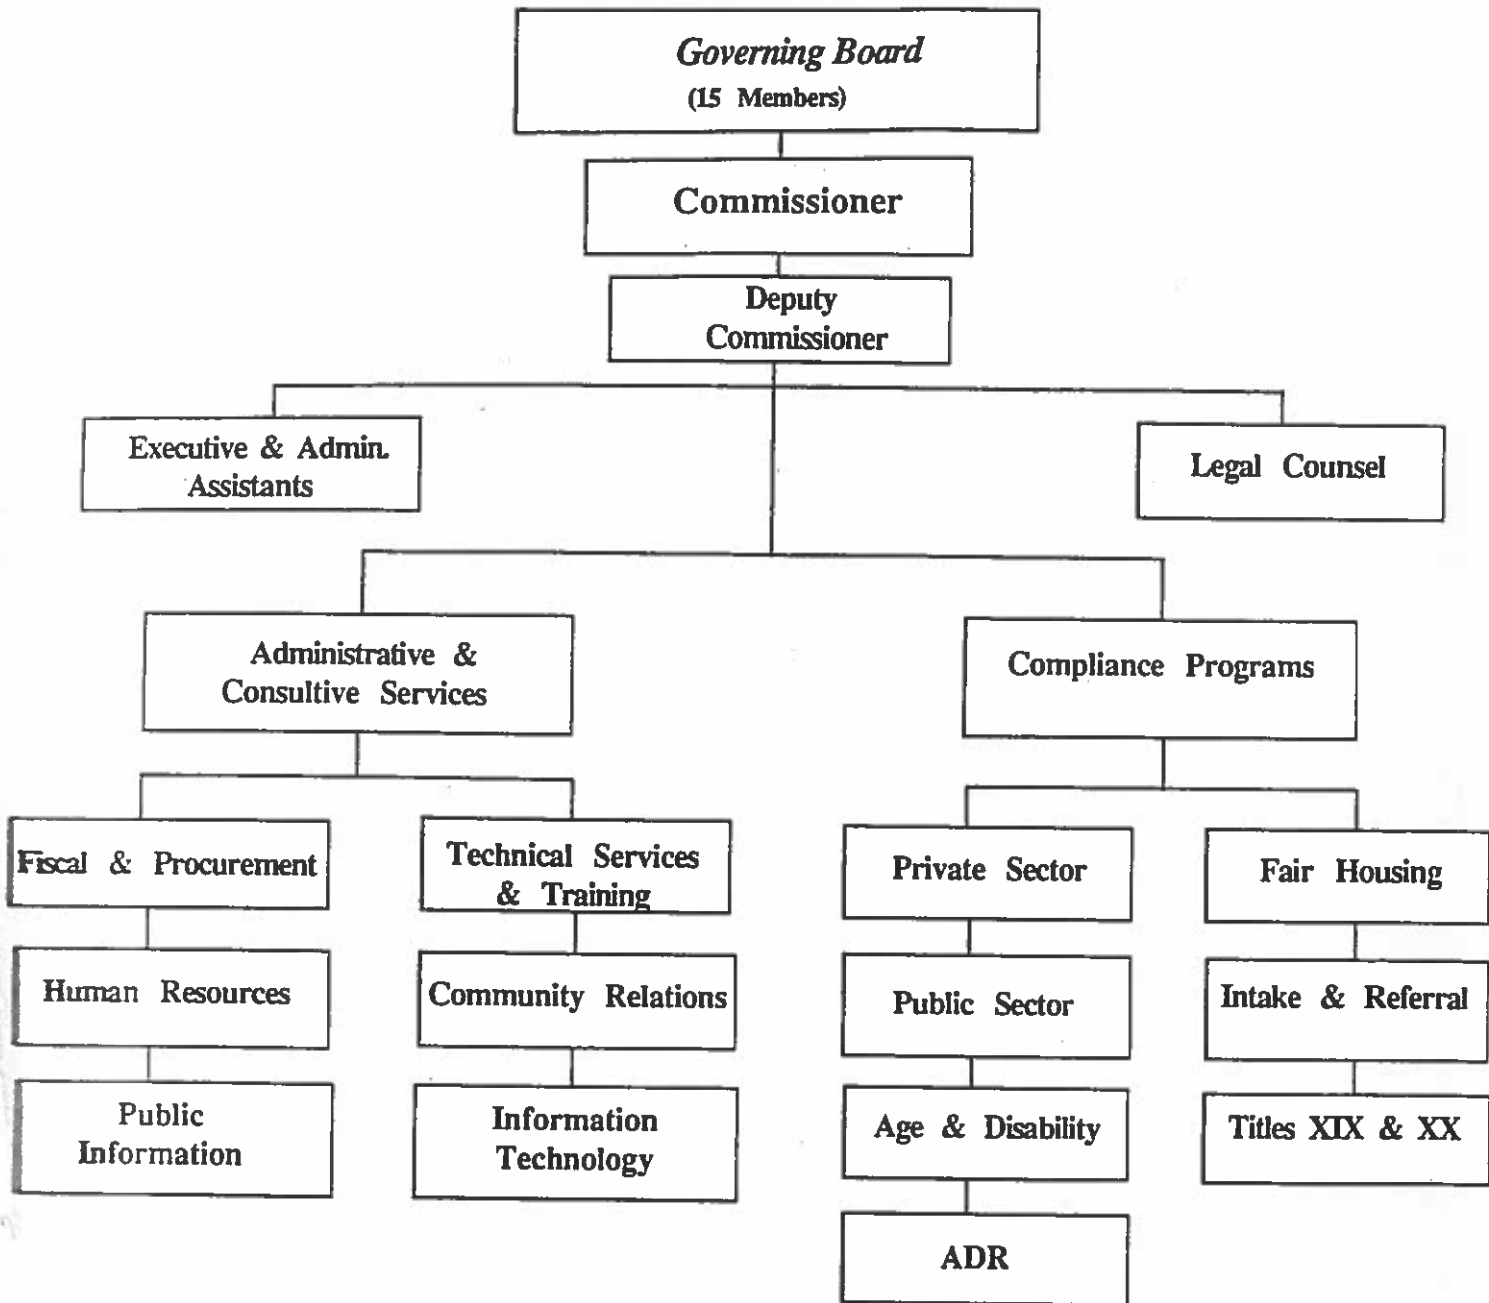 Governing Board
(15 Members)
Commissioner
Deputy
Commissioner
Executive & Admin.
Assistants
Legal Counsel
Administrative &
Consultive Services
Compliance Programs
Fiscal & Procurement
Technical Services
& Training
Private Sector
Fair Housing
Human Resources
Community Relations
Public Sector
Intake & Referral
Public
Information
Information
Technology
Age & Disability
Titles XIX & XX
ADR